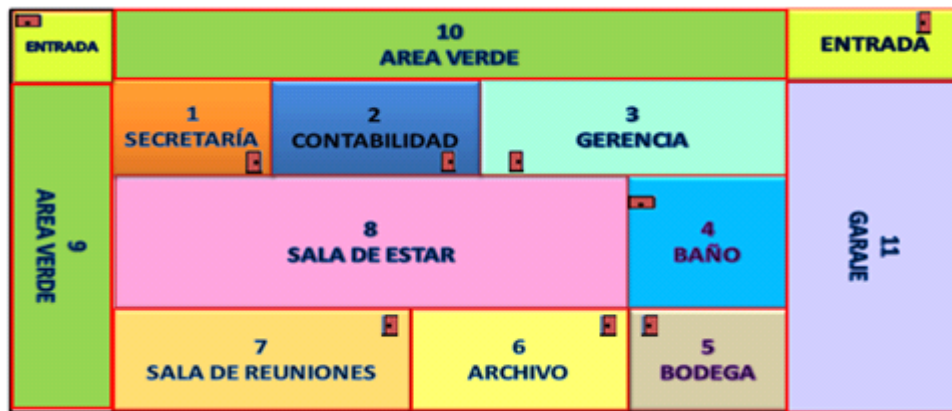 ENTRADA
10
AREA VERDE
ENTRADA
1
SECRETARÍA
2
CONTABILIDAD
3
GERENCIA
9
AREA VERDE
8
SALA DE ESTAR
4
BAÑO
11
GARAJE
7
SALA DE REUNIONES
6
ARCHIVO
5
BODEGA